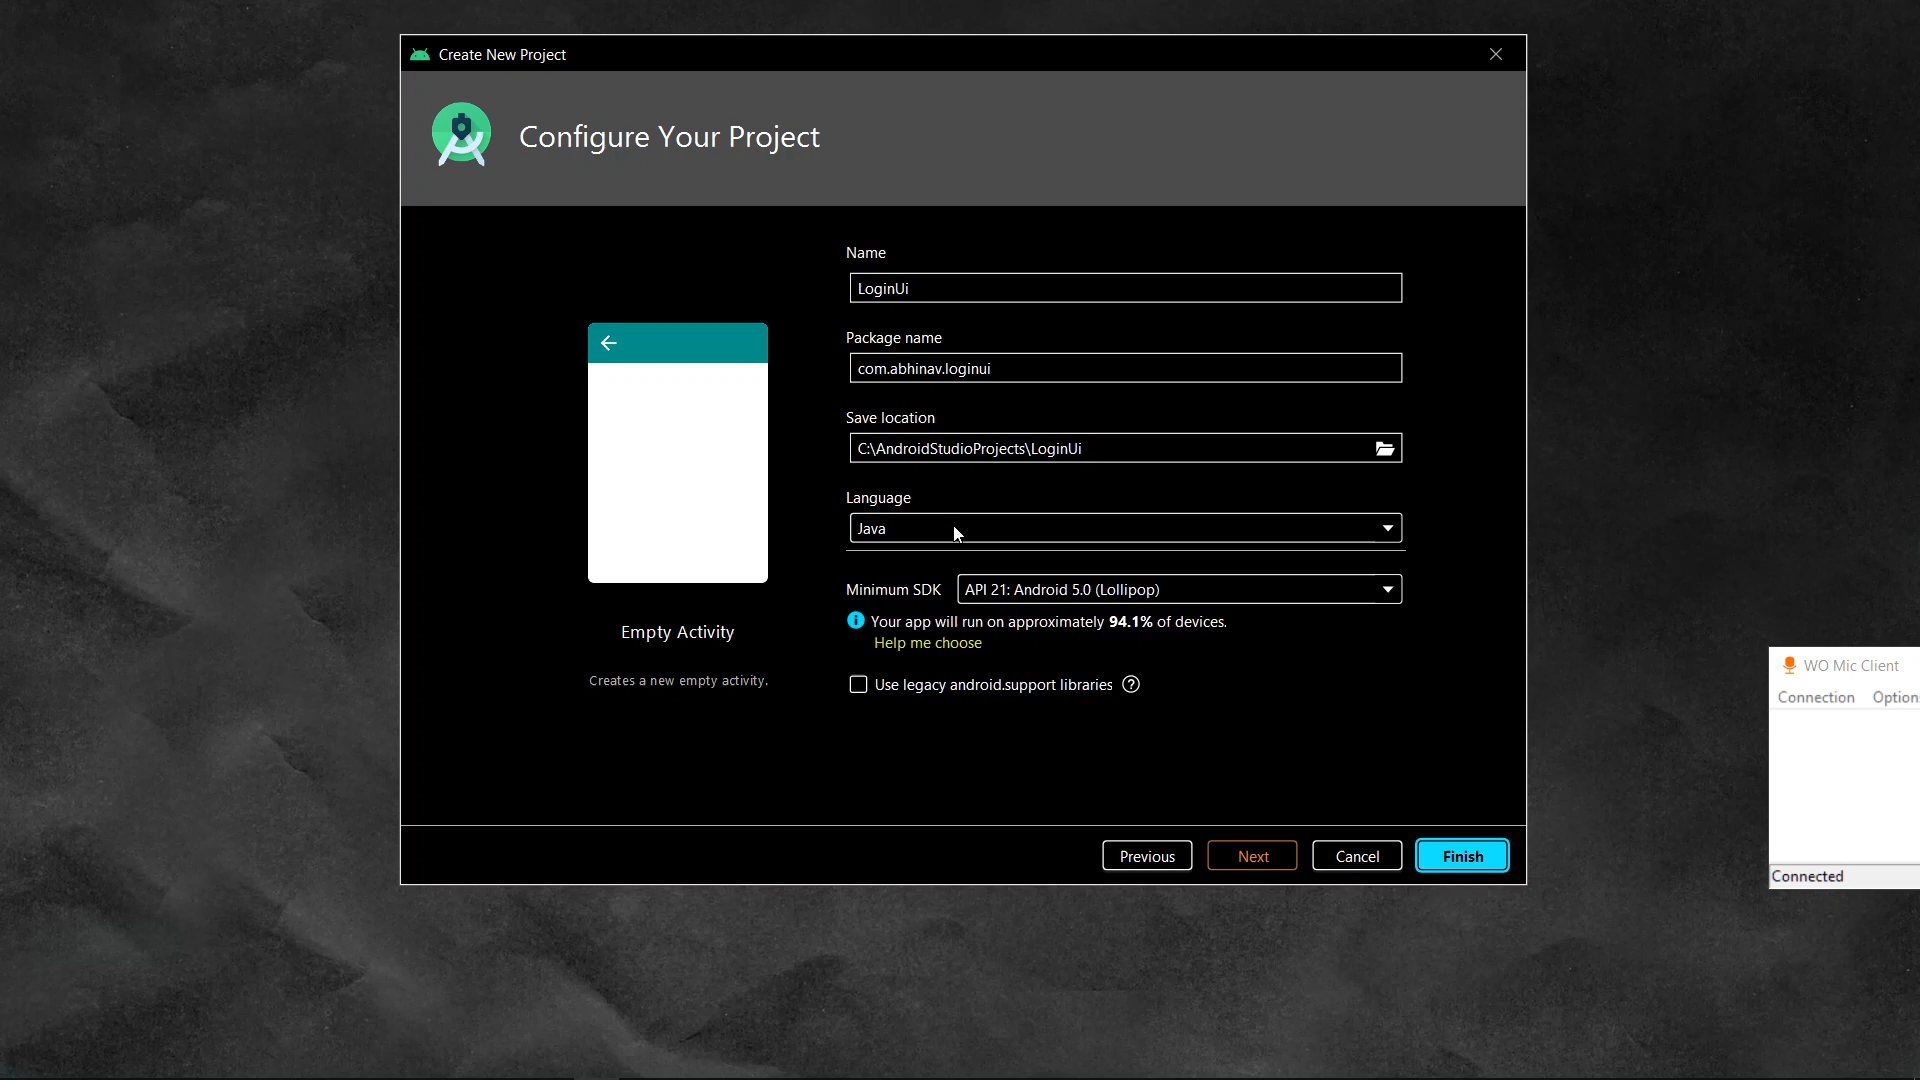 Create New Project
Configure Your Project
Name
LoginUi
Package name
com.abhinav.loginui
Save location
C:\AndroidStudioProjects\LoginUi
Language
Java
Minimum SDK API 21: Android 5.0 (Lollipop)
Your app will run on approximately 94.1% of devices.
Help me choose
Use legacy android.support libraries
Empty Activity
Creates a new empty activity.
Previous Next Cancel Finish
WO Mic Client
Connection Options
Connected